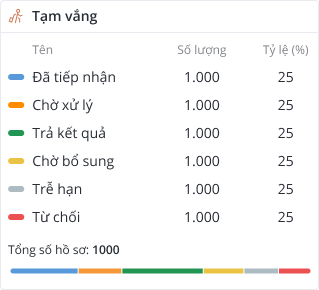 Tạm vắng
Tên Số lượng Tỷ lệ (%)
Đã tiếp nhận 1.000 25
Chờ xử lý 1.000 25
Trả kết quả 1.000 25
Chờ bổ sung 1.000 25
Trễ hạn 1.000 25
Từ chối 1.000 25
Tổng số hồ sơ: 1000